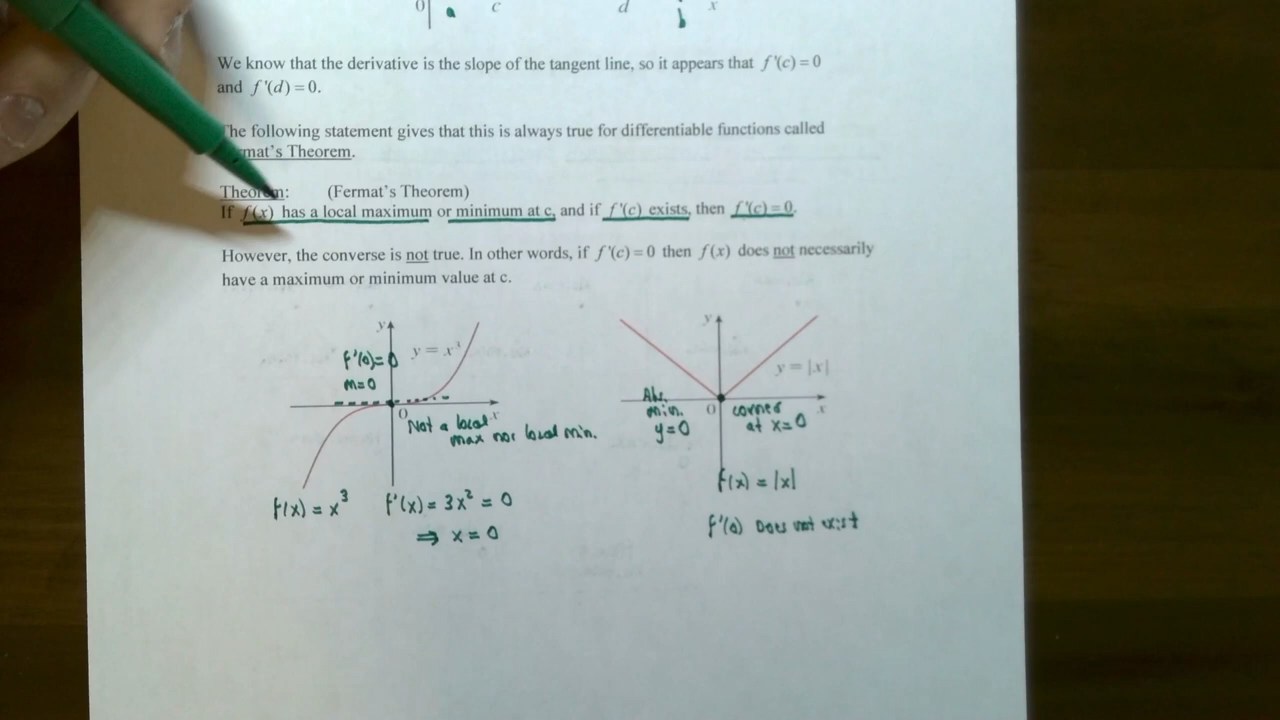 0 c d x
We know that the derivative is the slope of the tangent line, so it appears that f'(c) = 0
and f'(d) = 0.
The following statement gives that this is always true for differentiable functions called
mat's Theorem.
Theorem: (Fermat's Theorem)
If f(x) has a local maximum or minimum at c, and if f'(c) exists, then f'(c) = 0.
However, the converse is not true. In other words, if f'(c) = 0 then f(x) does not necessarily
have a maximum or minimum value at c.
y
f'(0)=0 y = x³
m=0
0 x
Not a local
max nor local min.
f(x) = x³ f'(x) = 3x² = 0
⇒ x = 0
y
y = |x|
Abs.
min.
y=0
0 corner x
at x=0
f(x) = |x|
f'(0) Does not exist